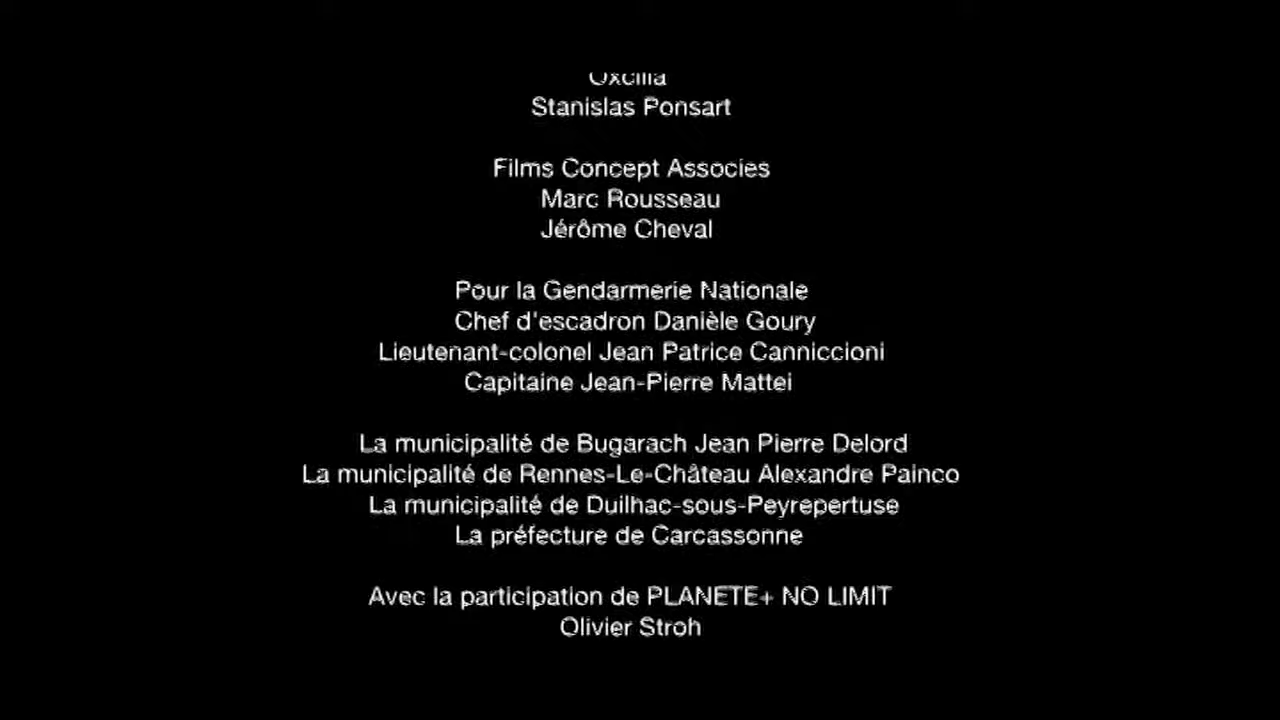 Oxcilia
Stanislas Ponsart
Films Concept Associes
Marc Rousseau
Jérôme Cheval
Pour la Gendarmerie Nationale
Chef d'escadron Danièle Goury
Lieutenant-colonel Jean Patrice Canniccioni
Capitaine Jean-Pierre Mattei
La municipalité de Bugarach Jean Pierre Delord
La municipalité de Rennes-Le-Château Alexandre Painco
La municipalité de Duilhac-sous-Peyrepertuse
La préfecture de Carcassonne
Avec la participation de PLANETE+ NO LIMIT
Olivier Stroh